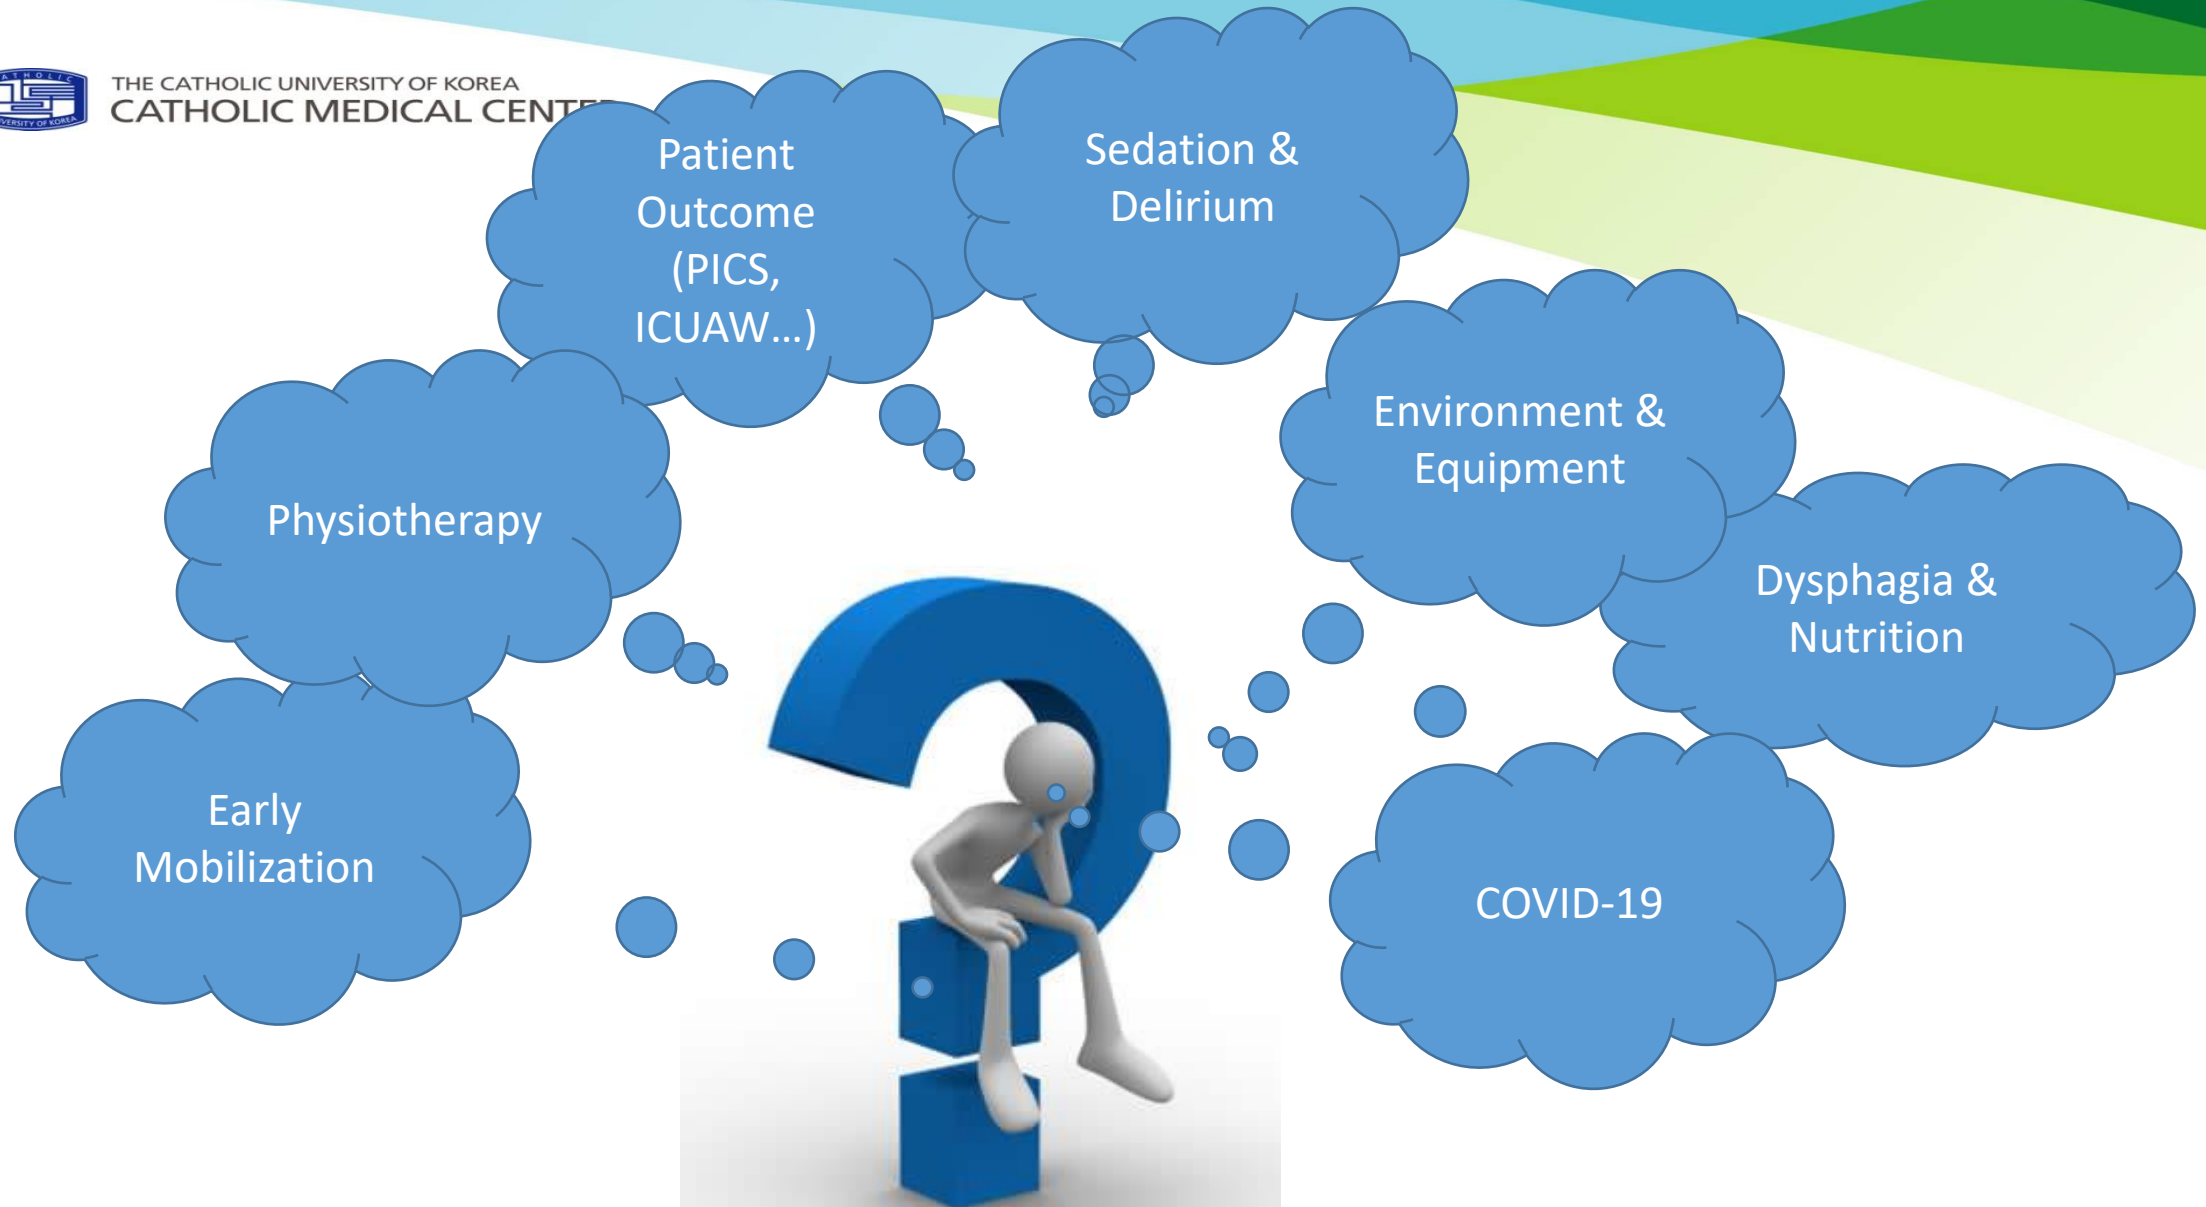 THE CATHOLIC UNIVERSITY OF KOREA
CATHOLIC MEDICAL CENTER
Patient
Outcome
(PICS,
ICUAW...)
Sedation &
Delirium
Environment &
Equipment
Physiotherapy
Dysphagia &
Nutrition
Early
Mobilization
COVID-19